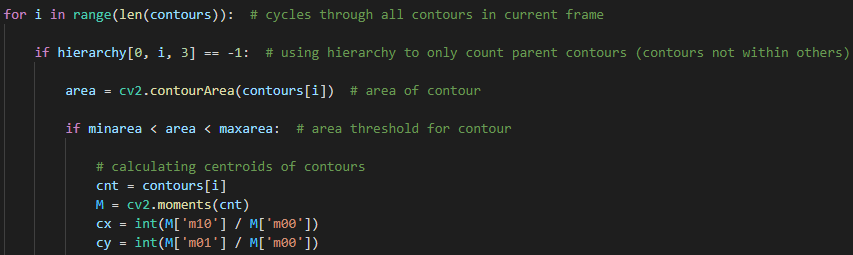 for i in range(len(contours)):  # cycles through all contours in current frame
if hierarchy[0, i, 3] == -1:  # using hierarchy to only count parent contours (contours not within others)
area = cv2.contourArea(contours[i])  # area of contour
if minarea < area < maxarea:  # area threshold for contour
# calculating centroids of contours
cnt = contours[i]
M = cv2.moments(cnt)
cx = int(M['m10'] / M['m00'])
cy = int(M['m01'] / M['m00'])